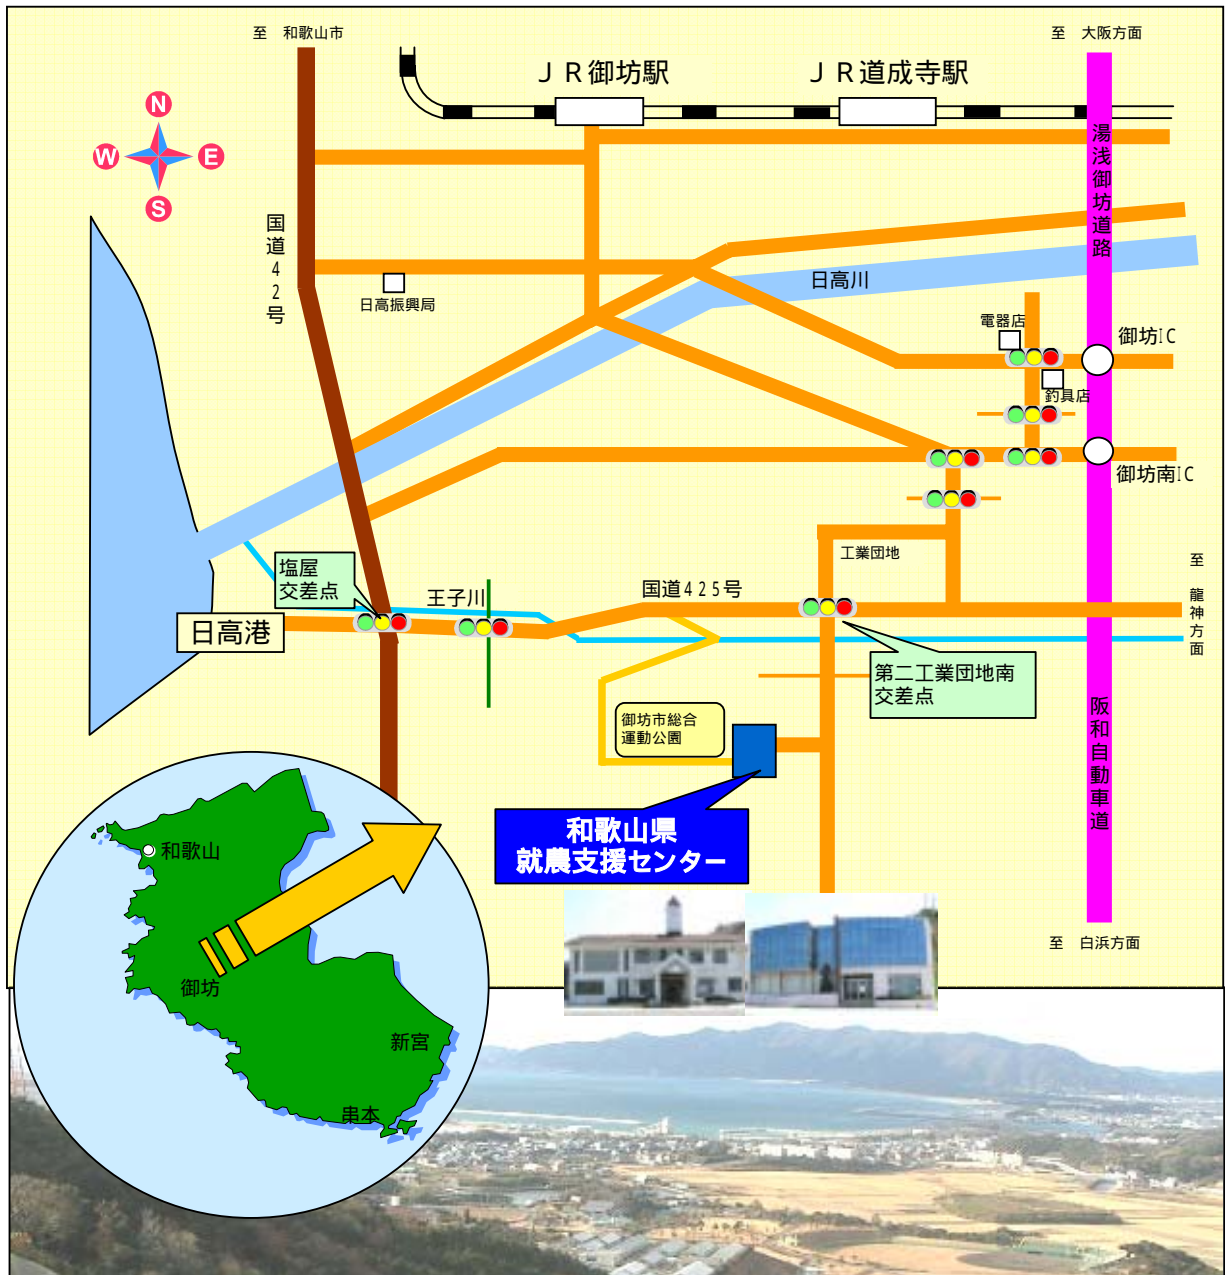 至　和歌山市
至　大阪方面
ＪＲ御坊駅
ＪＲ道成寺駅
N
W
E
S
湯浅御坊道路
国道４２号
日高川
日高振興局
電器店
御坊IC
釣具店
御坊南IC
工業団地
塩屋
交差点
王子川
国道４２５号
至　龍神方面
日高港
第二工業団地南
交差点
御坊市総合
運動公園
阪和自動車道
和歌山県
就農支援センター
和歌山
御坊
新宮
串本
至　白浜方面